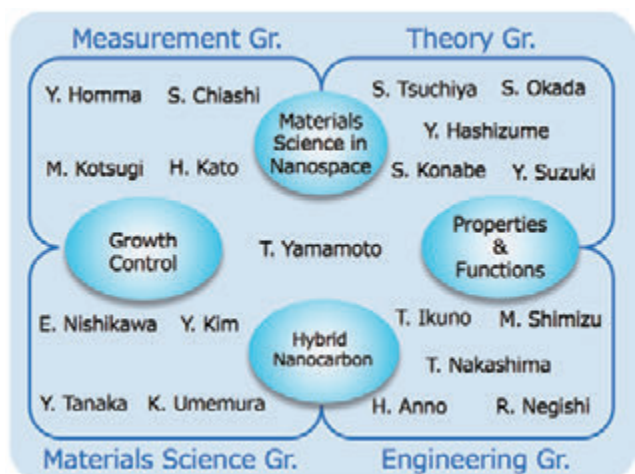 Measurement Gr.
Theory Gr.
Y. Homma S. Chiashi
S. Tsuchiya S. Okada
Y. Hashizume
Materials
Science in
Nanospace
M. Kotsugi H. Kato
S. Konabe Y. Suzuki
Growth
Control
T. Yamamoto
Properties
&
Functions
E. Nishikawa Y. Kim
Hybrid
Nanocarbon
T. Ikuno M. Shimizu
T. Nakashima
Y. Tanaka K. Umemura
H. Anno R. Negishi
Materials Science Gr.
Engineering Gr.